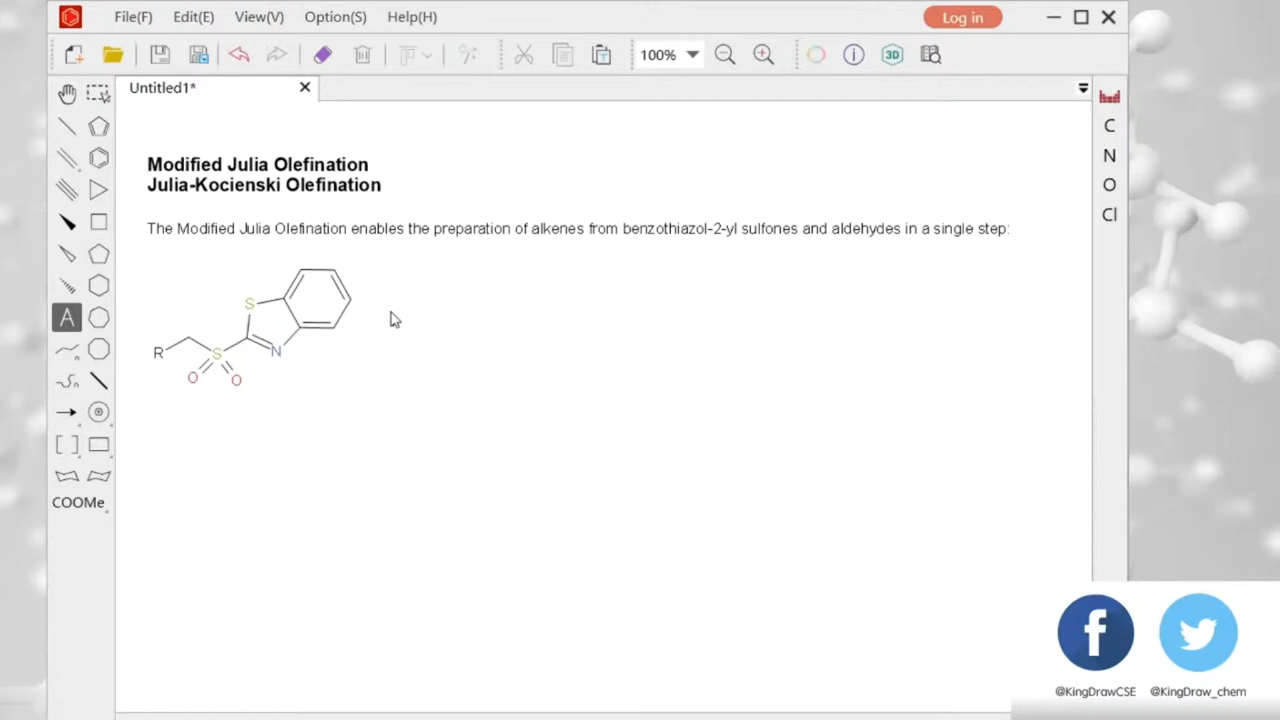 File(F) Edit(E) View(V) Option(S) Help(H) Log in
100% 3D
Untitled1*
C
N
O
Cl
Modified Julia Olefination
Julia-Kocienski Olefination
The Modified Julia Olefination enables the preparation of alkenes from benzothiazol-2-yl sulfones and aldehydes in a single step:
S
R S N
O O
A
COOMe
@KingDrawCSE @KingDraw_chem